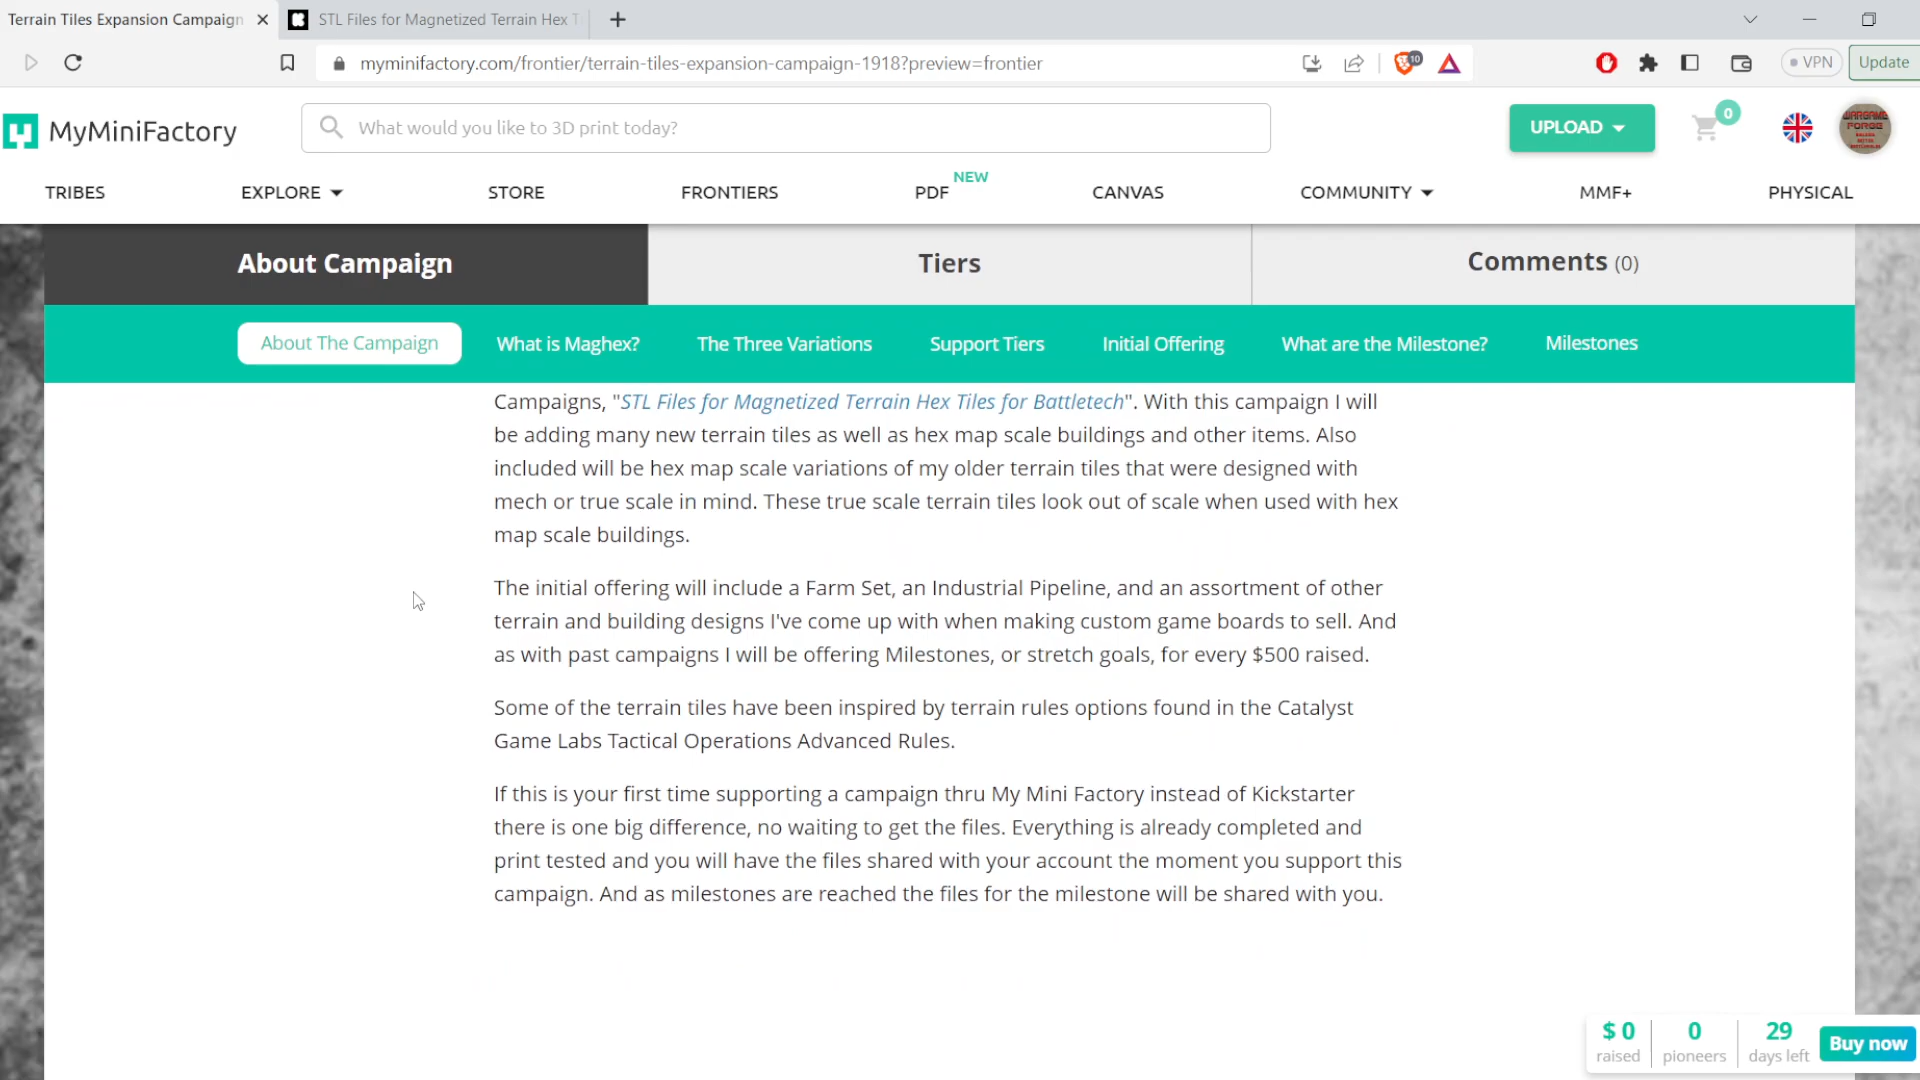 Terrain Tiles Expansion Campaign
STL Files for Magnetized Terrain Hex T
myminifactory.com/frontier/terrain-tiles-expansion-campaign-1918?preview=frontier
10
VPN
Update
MyMiniFactory
What would you like to 3D print today?
UPLOAD
0
WARGAME
FORGE
TRIBES
EXPLORE
STORE
FRONTIERS
PDF
NEW
CANVAS
COMMUNITY
MMF+
PHYSICAL
About Campaign
Tiers
Comments (0)
About The Campaign
What is Maghex?
The Three Variations
Support Tiers
Initial Offering
What are the Milestone?
Milestones
Campaigns, "STL Files for Magnetized Terrain Hex Tiles for Battletech". With this campaign I will
be adding many new terrain tiles as well as hex map scale buildings and other items. Also
included will be hex map scale variations of my older terrain tiles that were designed with
mech or true scale in mind. These true scale terrain tiles look out of scale when used with hex
map scale buildings.
The initial offering will include a Farm Set, an Industrial Pipeline, and an assortment of other
terrain and building designs I've come up with when making custom game boards to sell. And
as with past campaigns I will be offering Milestones, or stretch goals, for every $500 raised.
Some of the terrain tiles have been inspired by terrain rules options found in the Catalyst
Game Labs Tactical Operations Advanced Rules.
If this is your first time supporting a campaign thru My Mini Factory instead of Kickstarter
there is one big difference, no waiting to get the files. Everything is already completed and
print tested and you will have the files shared with your account the moment you support this
campaign. And as milestones are reached the files for the milestone will be shared with you.
$ 0
raised
0
pioneers
29
days left
Buy now